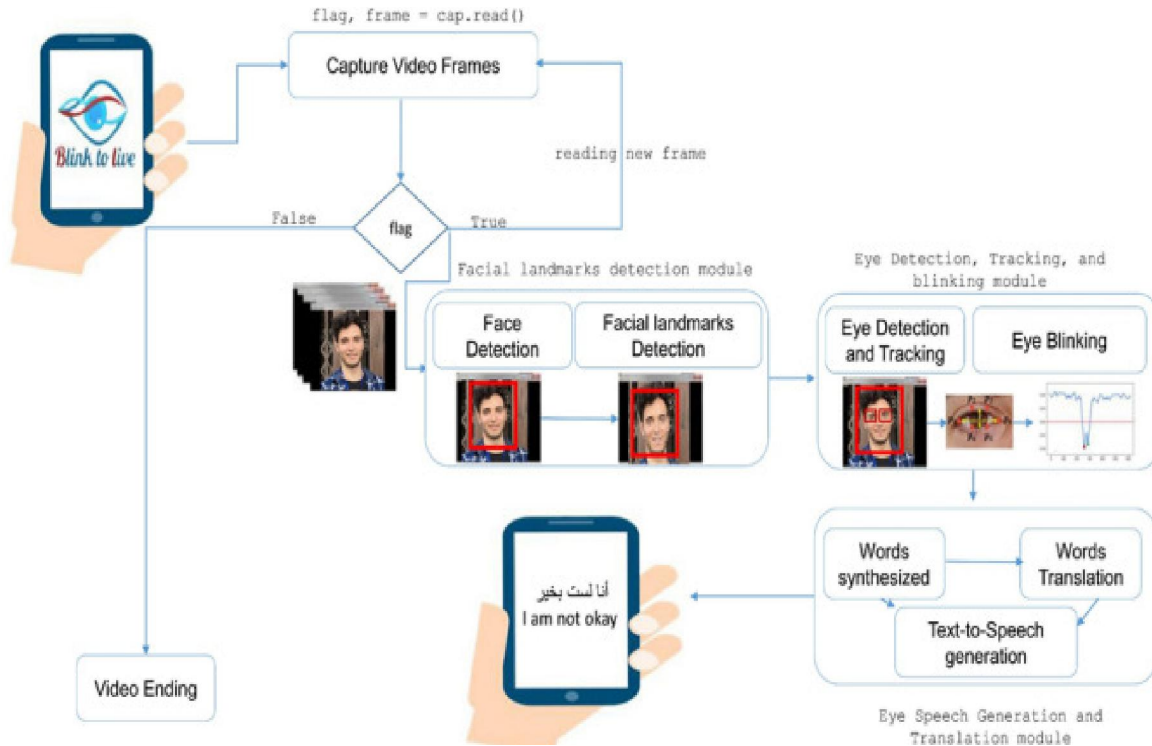 flag, frame = cap.read()
Capture Video Frames
Blink to live
reading new frame
False
flag
True
Facial landmarks detection module
Face
Detection
Facial landmarks
Detection
Eye Detection, Tracking, and
blinking module
Eye Detection
and Tracking
Eye Blinking
Words
synthesized
Words
Translation
Text-to-Speech
generation
Eye Speech Generation and
Translation module
أنا لست بخير
I am not okay
Video Ending